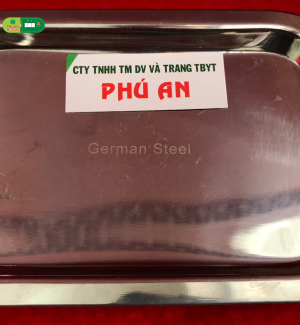 CTY TNHH TM DV VÀ TRANG TBYT
PHÚ AN
German Steel